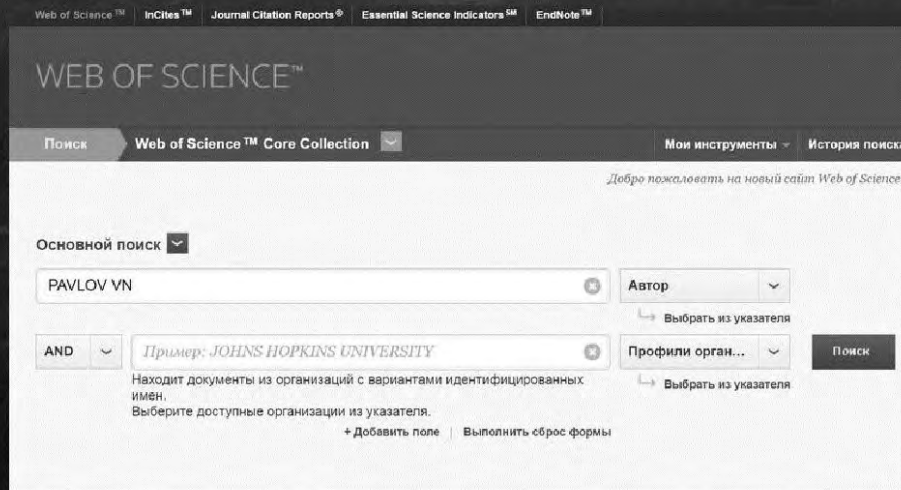 Web of Science™ InCites™ Journal Citation Reports® Essential Science Indicators℠ EndNote™
WEB OF SCIENCE™
Поиск Web of Science™ Core Collection Мои инструменты История поиска
Добро пожаловать на новый сайт Web of Science
Основной поиск
PAVLOV VN Автор
Выбрать из указателя
AND Пример: JOHNS HOPKINS UNIVERSITY Профили орган... Поиск
Находит документы из организаций с вариантами идентифицированных Выбрать из указателя
имен.
Выберите доступные организации из указателя.
+ Добавить поле | Выполнить сброс формы